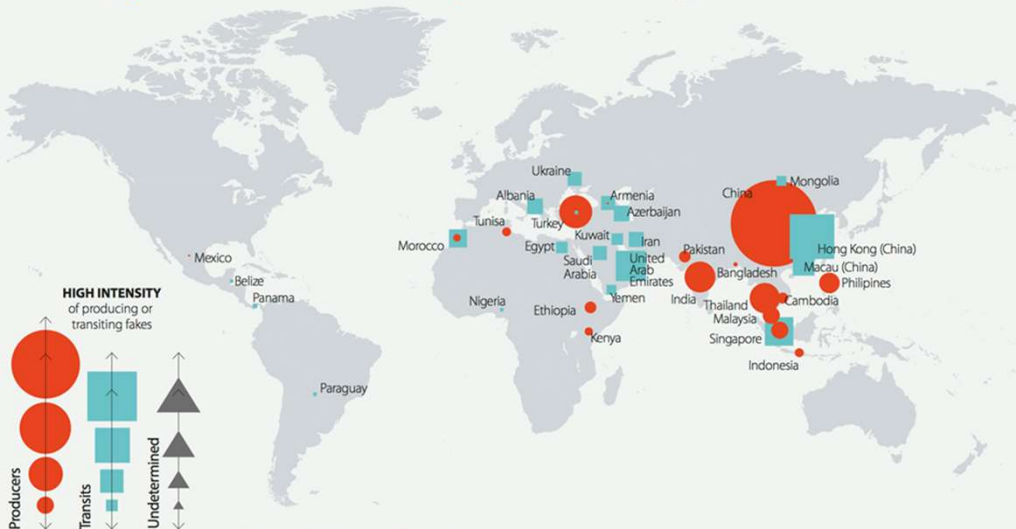 Ukraine
Albania
Armenia
Azerbaijan
Turkey
Tunisa
Morocco
Egypt
Kuwait
Iran
Saudi
Arabia
United
Arab
Emirates
Yemen
Nigeria
Ethiopia
Kenya
China
Mongolia
Hong Kong (China)
Macau (China)
Pakistan
Bangladesh
India
Philipines
Thailand
Cambodia
Malaysia
Singapore
Indonesia
Mexico
Belize
Panama
Paraguay
HIGH INTENSITY
of producing or
transiting fakes
Producers
Transits
Undetermined